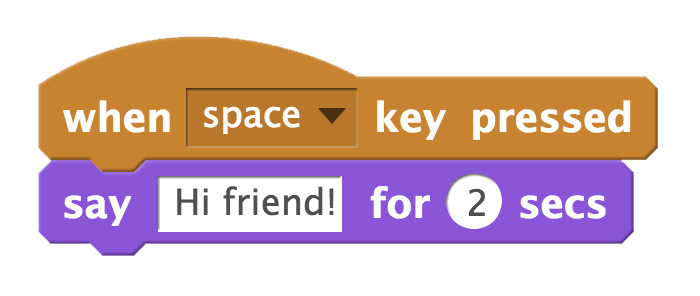 when space key pressed
say Hi friend! for 2 secs